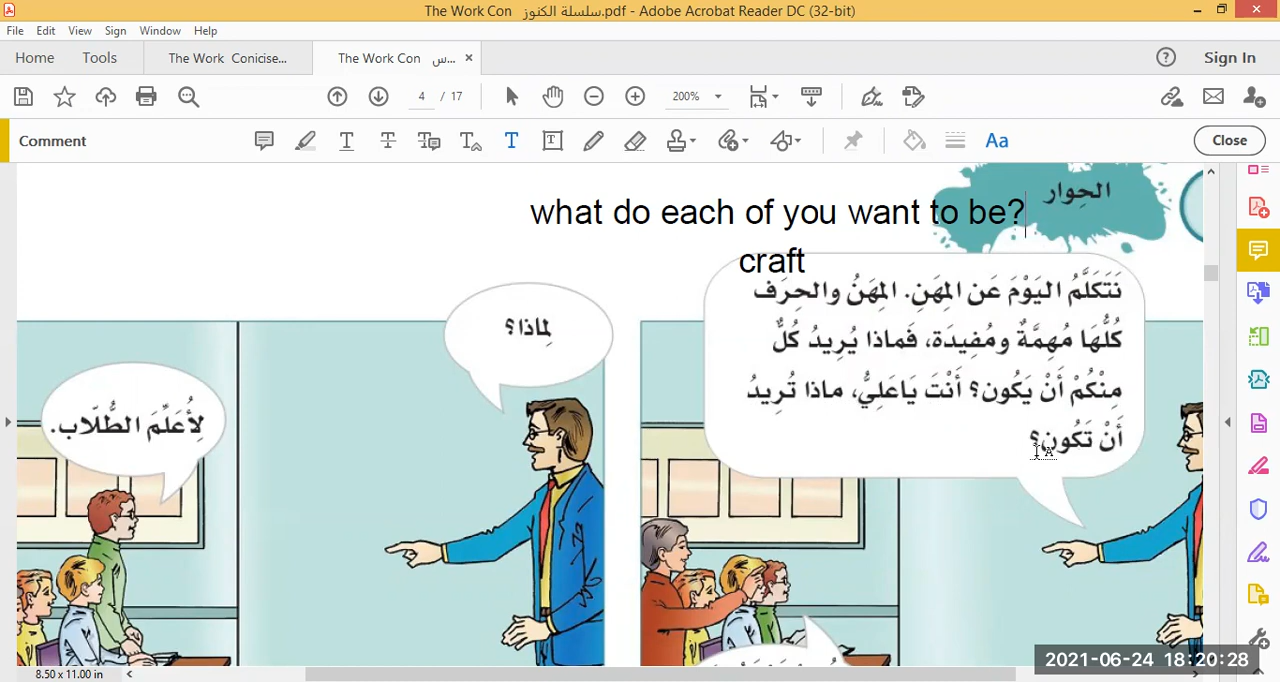 The Work Con سلسلة الكنوز.pdf - Adobe Acrobat Reader DC (32-bit)
File Edit View Sign Window Help
Home Tools The Work Conicise... The Work Con س... × ? Sign In
4 / 17 200%
Comment Close
الحِوار
what do each of you want to be?
craft
نَتَكَلَّمُ اليَوْمَ عَن المِهَنِ. المِهَنُ والحِرَف
كُلُّهَا مُهِمَّةٌ ومُفِيدَة، فَماذا يُرِيدُ كُلٌّ
مِنْكُمْ أَنْ يَكُون؟ أَنْتَ يَاعَلِيُّ، ماذا تُرِيدُ
أَنْ تَكُون؟
لِماذا؟
لِأُعَلِّمَ الطُّلّاب.
8.50 x 11.00 in
2021-06-24 18:20:28